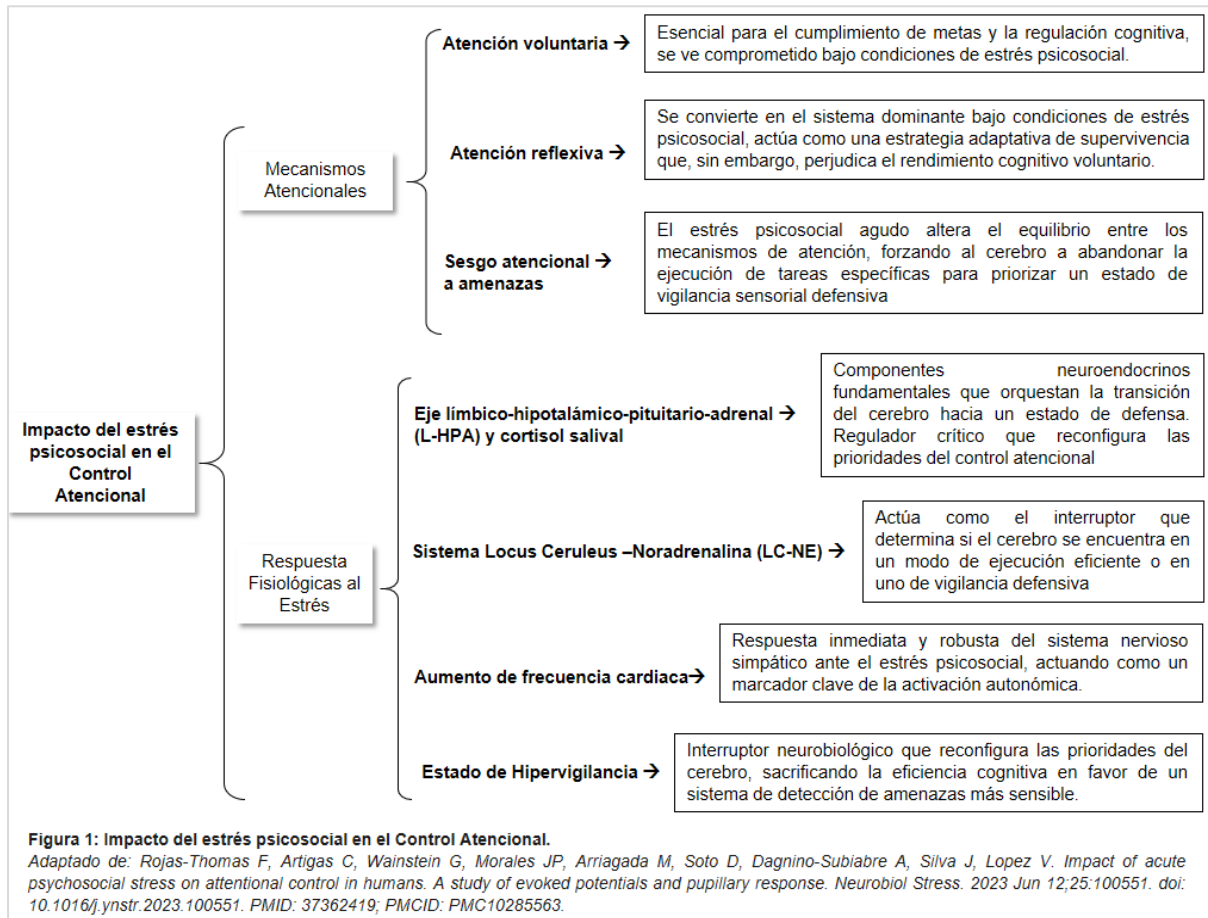 Atención voluntaria →
Esencial para el cumplimiento de metas y la regulación cognitiva,
se ve comprometido bajo condiciones de estrés psicosocial.
Mecanismos
Atencionales
Atención reflexiva →
Se convierte en el sistema dominante bajo condiciones de estrés
psicosocial, actúa como una estrategia adaptativa de supervivencia
que, sin embargo, perjudica el rendimiento cognitivo voluntario.
Sesgo atencional →
a amenazas
El estrés psicosocial agudo altera el equilibrio entre los
mecanismos de atención, forzando al cerebro a abandonar la
ejecución de tareas específicas para priorizar un estado de
vigilancia sensorial defensiva
Impacto del estrés
psicosocial en el
Control
Atencional
Respuesta
Fisiológicas al
Estrés
Eje límbico-hipotalámico-pituitario-adrenal →
(L-HPA) y cortisol salival
Componentes neuroendocrinos
fundamentales que orquestan la transición
del cerebro hacia un estado de defensa.
Regulador crítico que reconfigura las
prioridades del control atencional
Sistema Locus Ceruleus –Noradrenalina (LC-NE) →
Actúa como el interruptor que
determina si el cerebro se encuentra en
un modo de ejecución eficiente o en
uno de vigilancia defensiva
Aumento de frecuencia cardiaca→
Respuesta inmediata y robusta del sistema nervioso
simpático ante el estrés psicosocial, actuando como un
marcador clave de la activación autonómica.
Estado de Hipervigilancia →
Interruptor neurobiológico que reconfigura las prioridades del
cerebro, sacrificando la eficiencia cognitiva en favor de un
sistema de detección de amenazas más sensible.
Figura 1: Impacto del estrés psicosocial en el Control Atencional.
Adaptado de: Rojas-Thomas F, Artigas C, Wainstein G, Morales JP, Arriagada M, Soto D, Dagnino-Subiabre A, Silva J, Lopez V. Impact of acute
psychosocial stress on attentional control in humans. A study of evoked potentials and pupillary response. Neurobiol Stress. 2023 Jun 12;25:100551. doi:
10.1016/j.ynstr.2023.100551. PMID: 37362419; PMCID: PMC10285563.